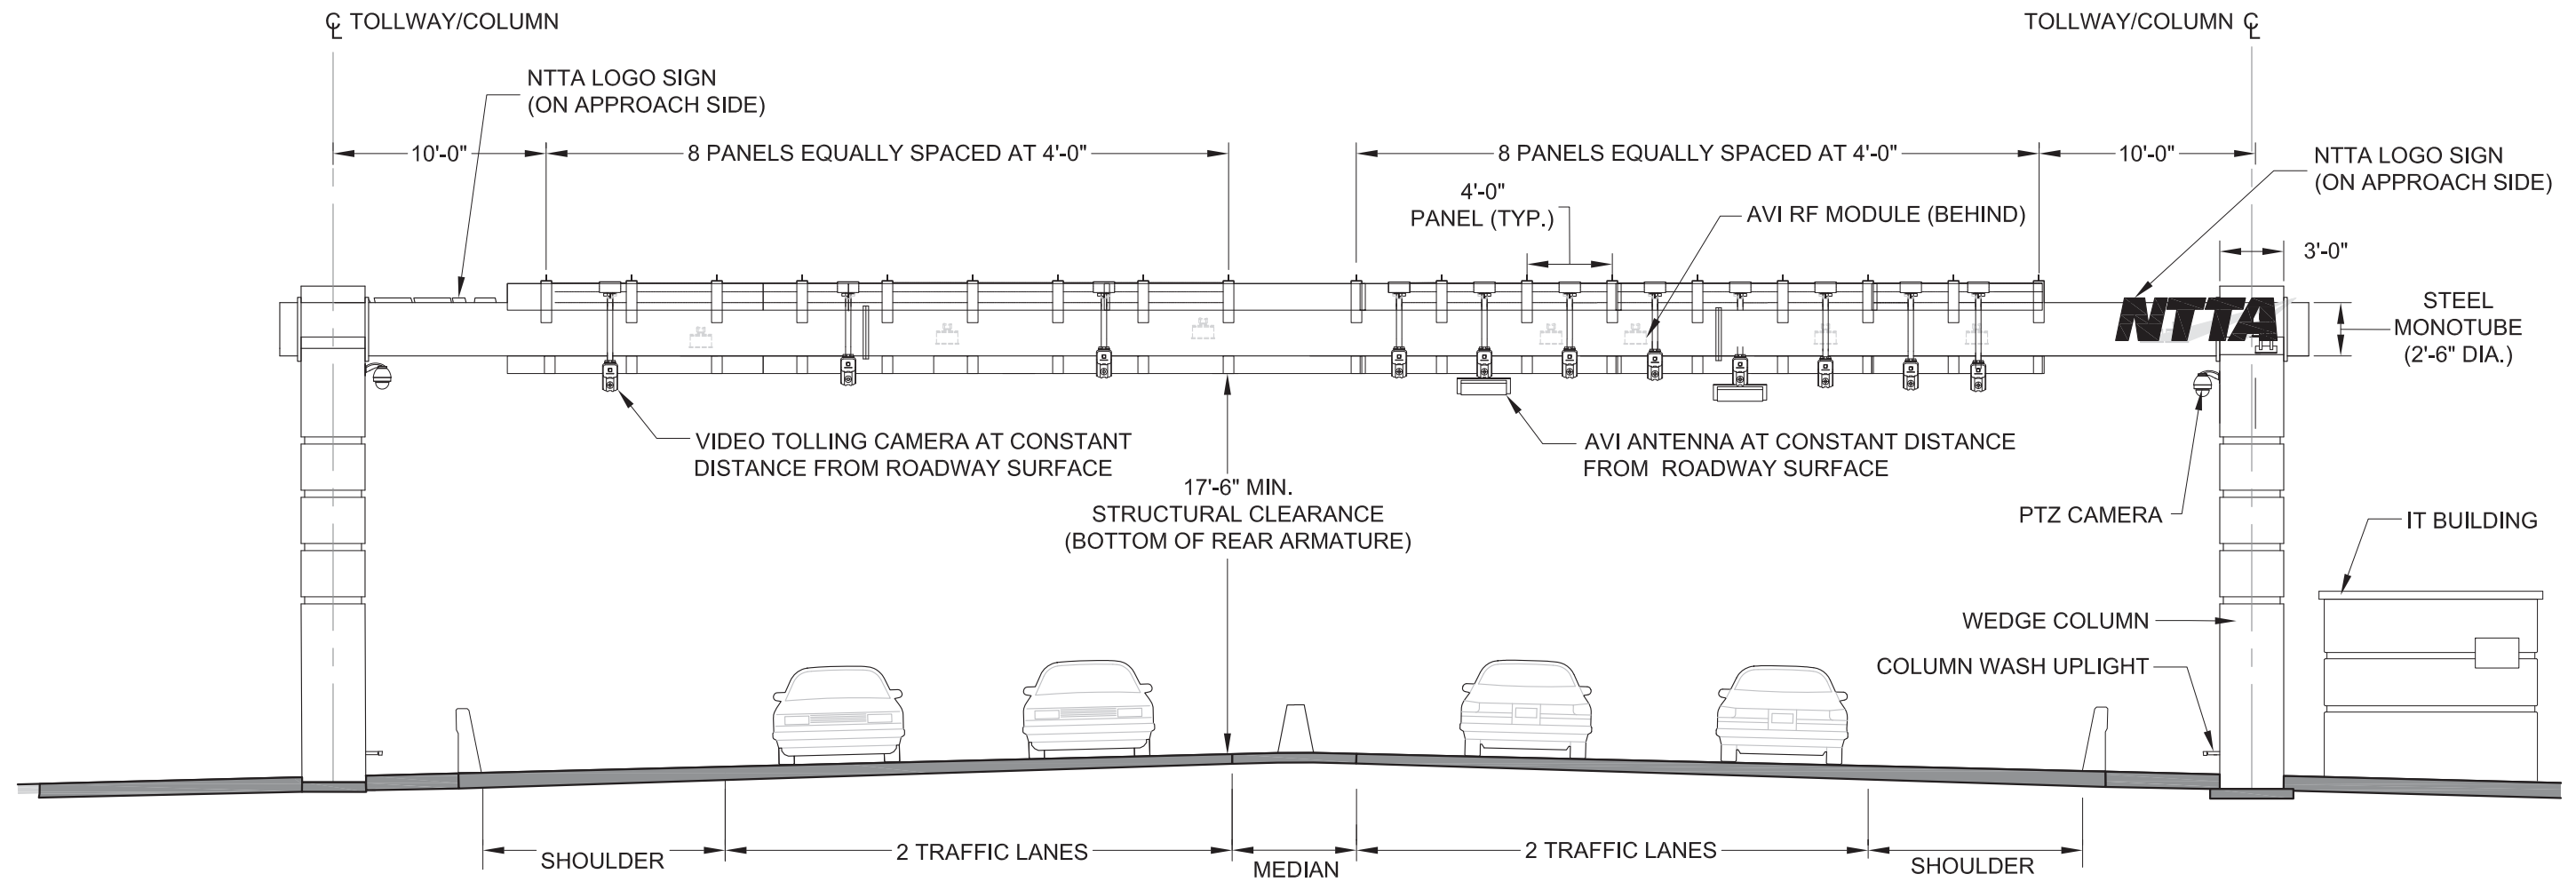 ℄ TOLLWAY/COLUMN
TOLLWAY/COLUMN ℄
NTTA LOGO SIGN
(ON APPROACH SIDE)
10'-0"
8 PANELS EQUALLY SPACED AT 4'-0"
8 PANELS EQUALLY SPACED AT 4'-0"
10'-0"
NTTA LOGO SIGN
(ON APPROACH SIDE)
4'-0"
PANEL (TYP.)
AVI RF MODULE (BEHIND)
3'-0"
NTTA
STEEL
MONOTUBE
(2'-6" DIA.)
VIDEO TOLLING CAMERA AT CONSTANT
DISTANCE FROM ROADWAY SURFACE
AVI ANTENNA AT CONSTANT DISTANCE
FROM ROADWAY SURFACE
17'-6" MIN.
STRUCTURAL CLEARANCE
(BOTTOM OF REAR ARMATURE)
PTZ CAMERA
IT BUILDING
WEDGE COLUMN
COLUMN WASH UPLIGHT
SHOULDER
2 TRAFFIC LANES
MEDIAN
2 TRAFFIC LANES
SHOULDER